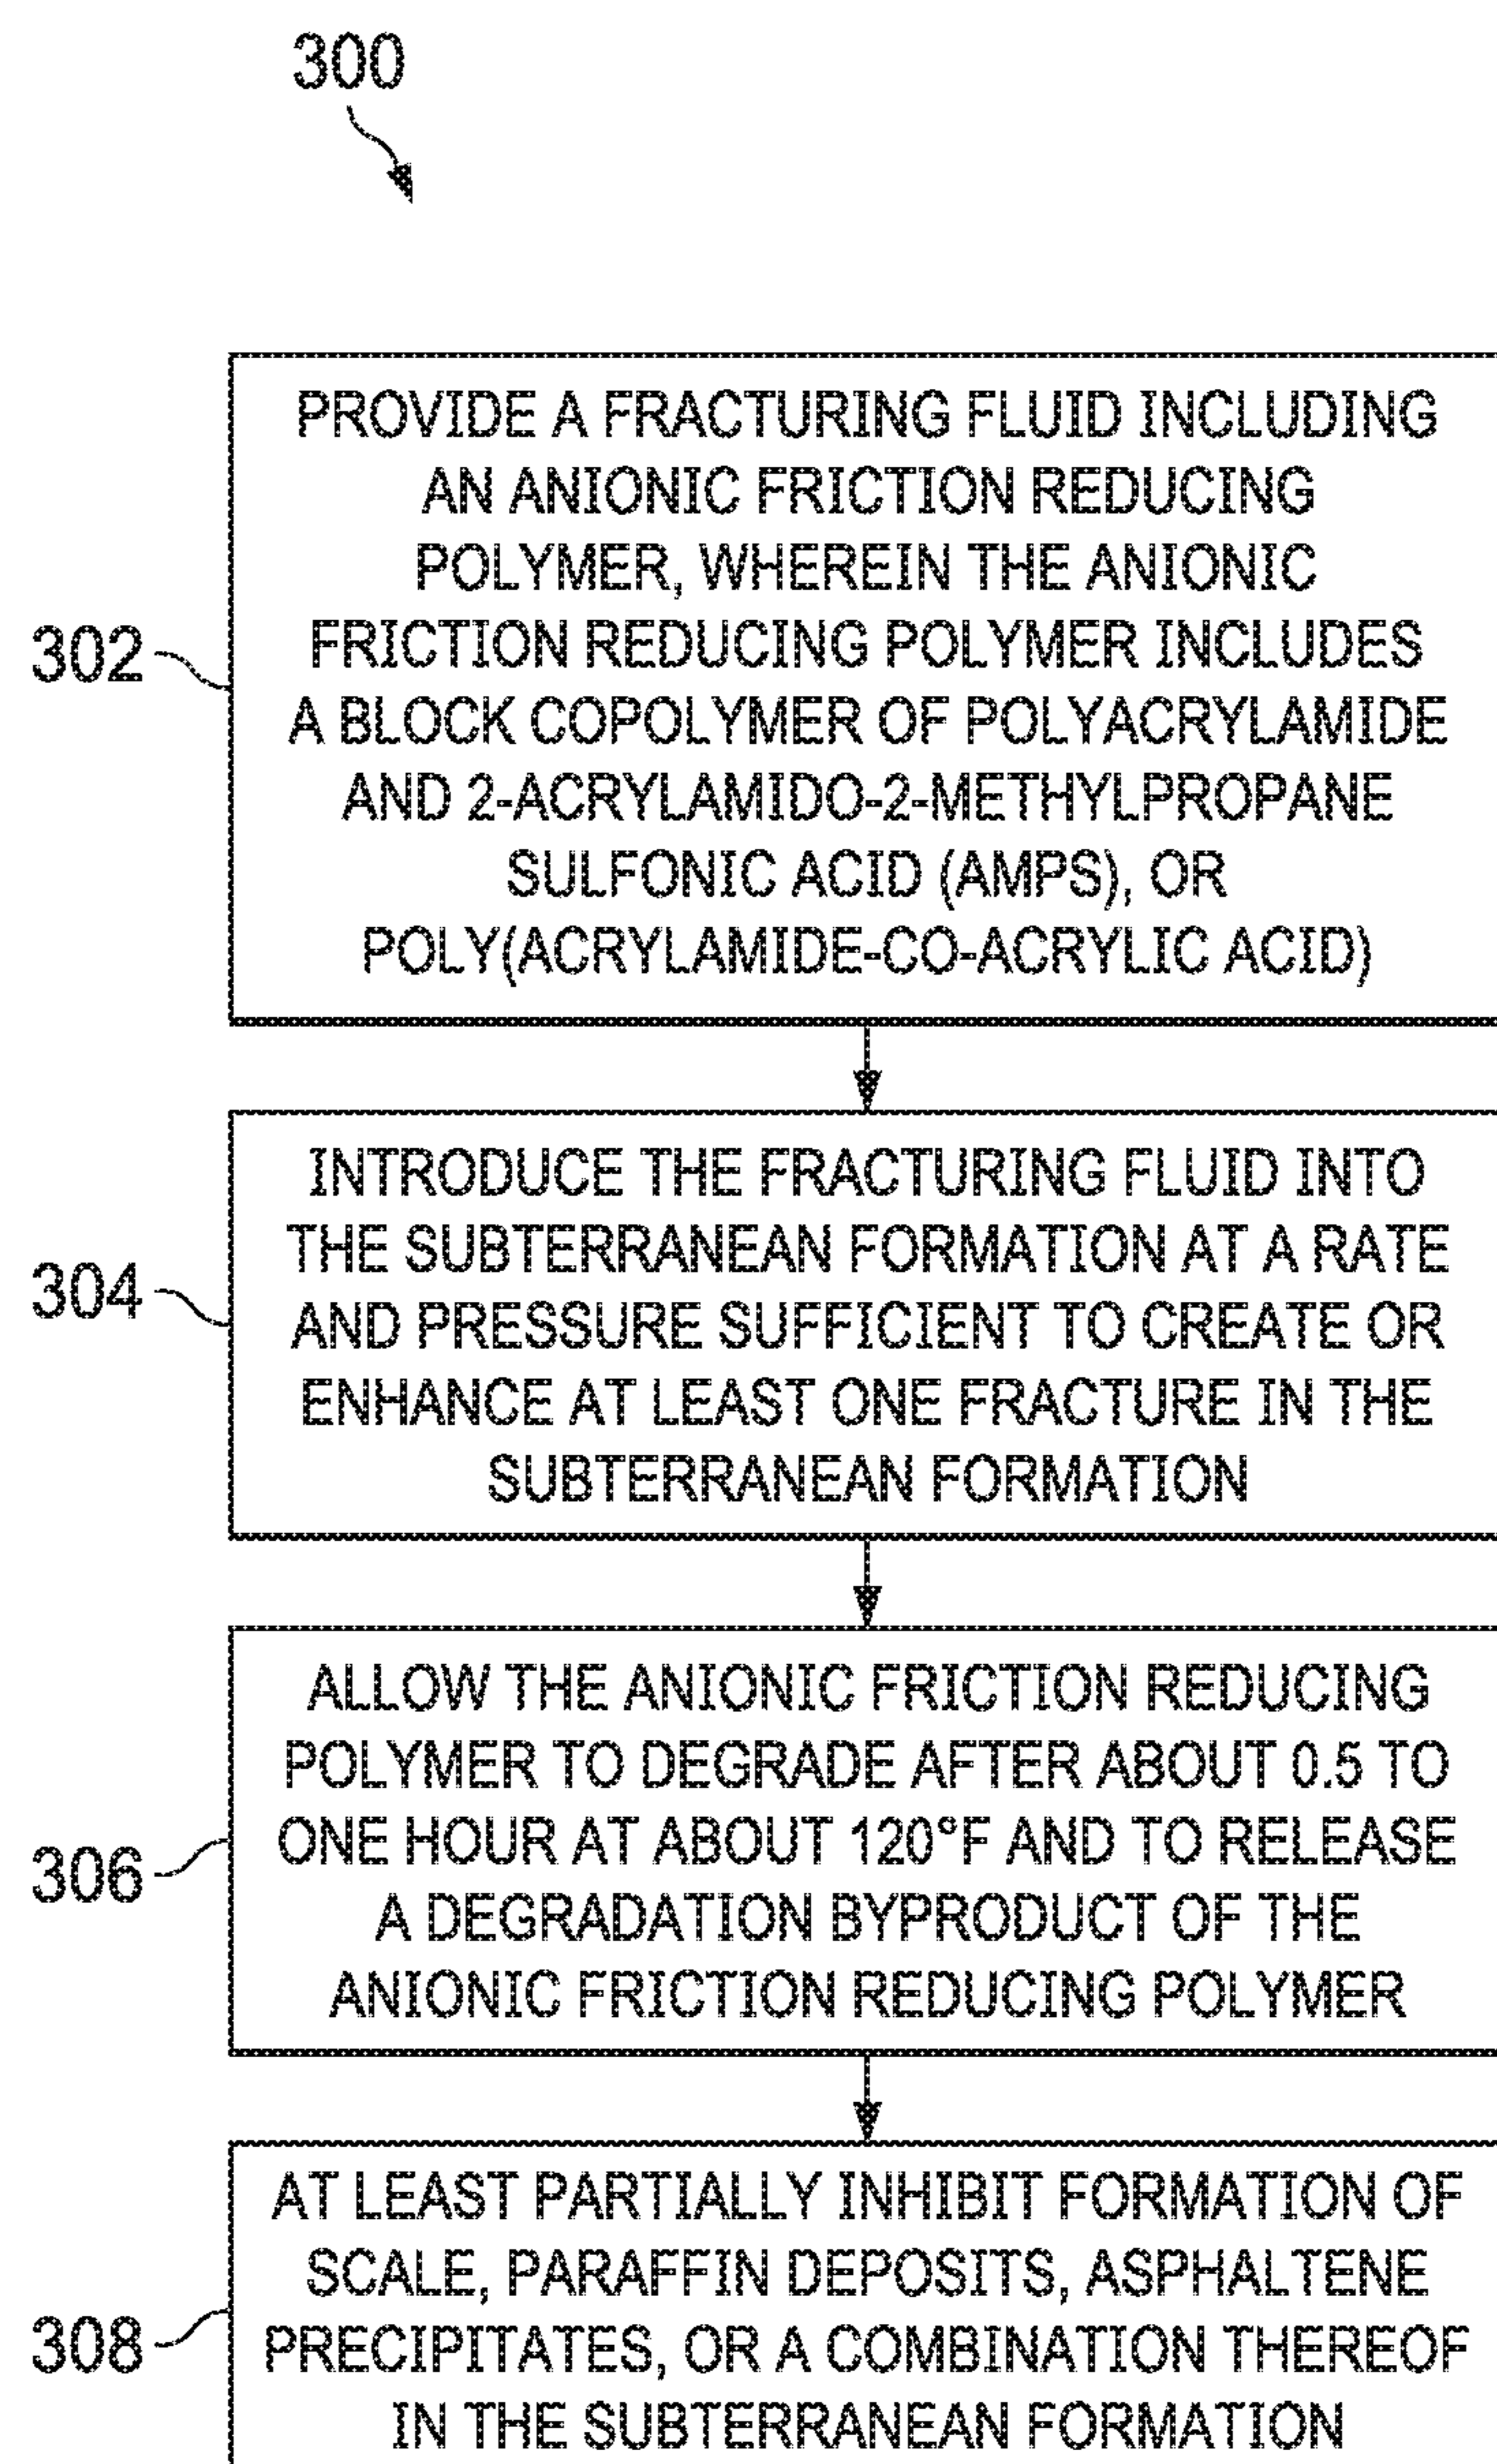 300
PROVIDE A FRACTURING FLUID INCLUDING
AN ANIONIC FRICTION REDUCING
POLYMER, WHEREIN THE ANIONIC
FRICTION REDUCING POLYMER INCLUDES
A BLOCK COPOLYMER OF POLYACRYLAMIDE
AND 2-ACRYLAMIDO-2-METHYLPROPANE
SULFONIC ACID (AMPS), OR
POLY(ACRYLAMIDE-CO-ACRYLIC ACID)
302
INTRODUCE THE FRACTURING FLUID INTO
THE SUBTERRANEAN FORMATION AT A RATE
AND PRESSURE SUFFICIENT TO CREATE OR
ENHANCE AT LEAST ONE FRACTURE IN THE
SUBTERRANEAN FORMATION
304
ALLOW THE ANIONIC FRICTION REDUCING
POLYMER TO DEGRADE AFTER ABOUT 0.5 TO
ONE HOUR AT ABOUT 120°F AND TO RELEASE
A DEGRADATION BYPRODUCT OF THE
ANIONIC FRICTION REDUCING POLYMER
306
AT LEAST PARTIALLY INHIBIT FORMATION OF
SCALE, PARAFFIN DEPOSITS, ASPHALTENE
PRECIPITATES, OR A COMBINATION THEREOF
IN THE SUBTERRANEAN FORMATION
308